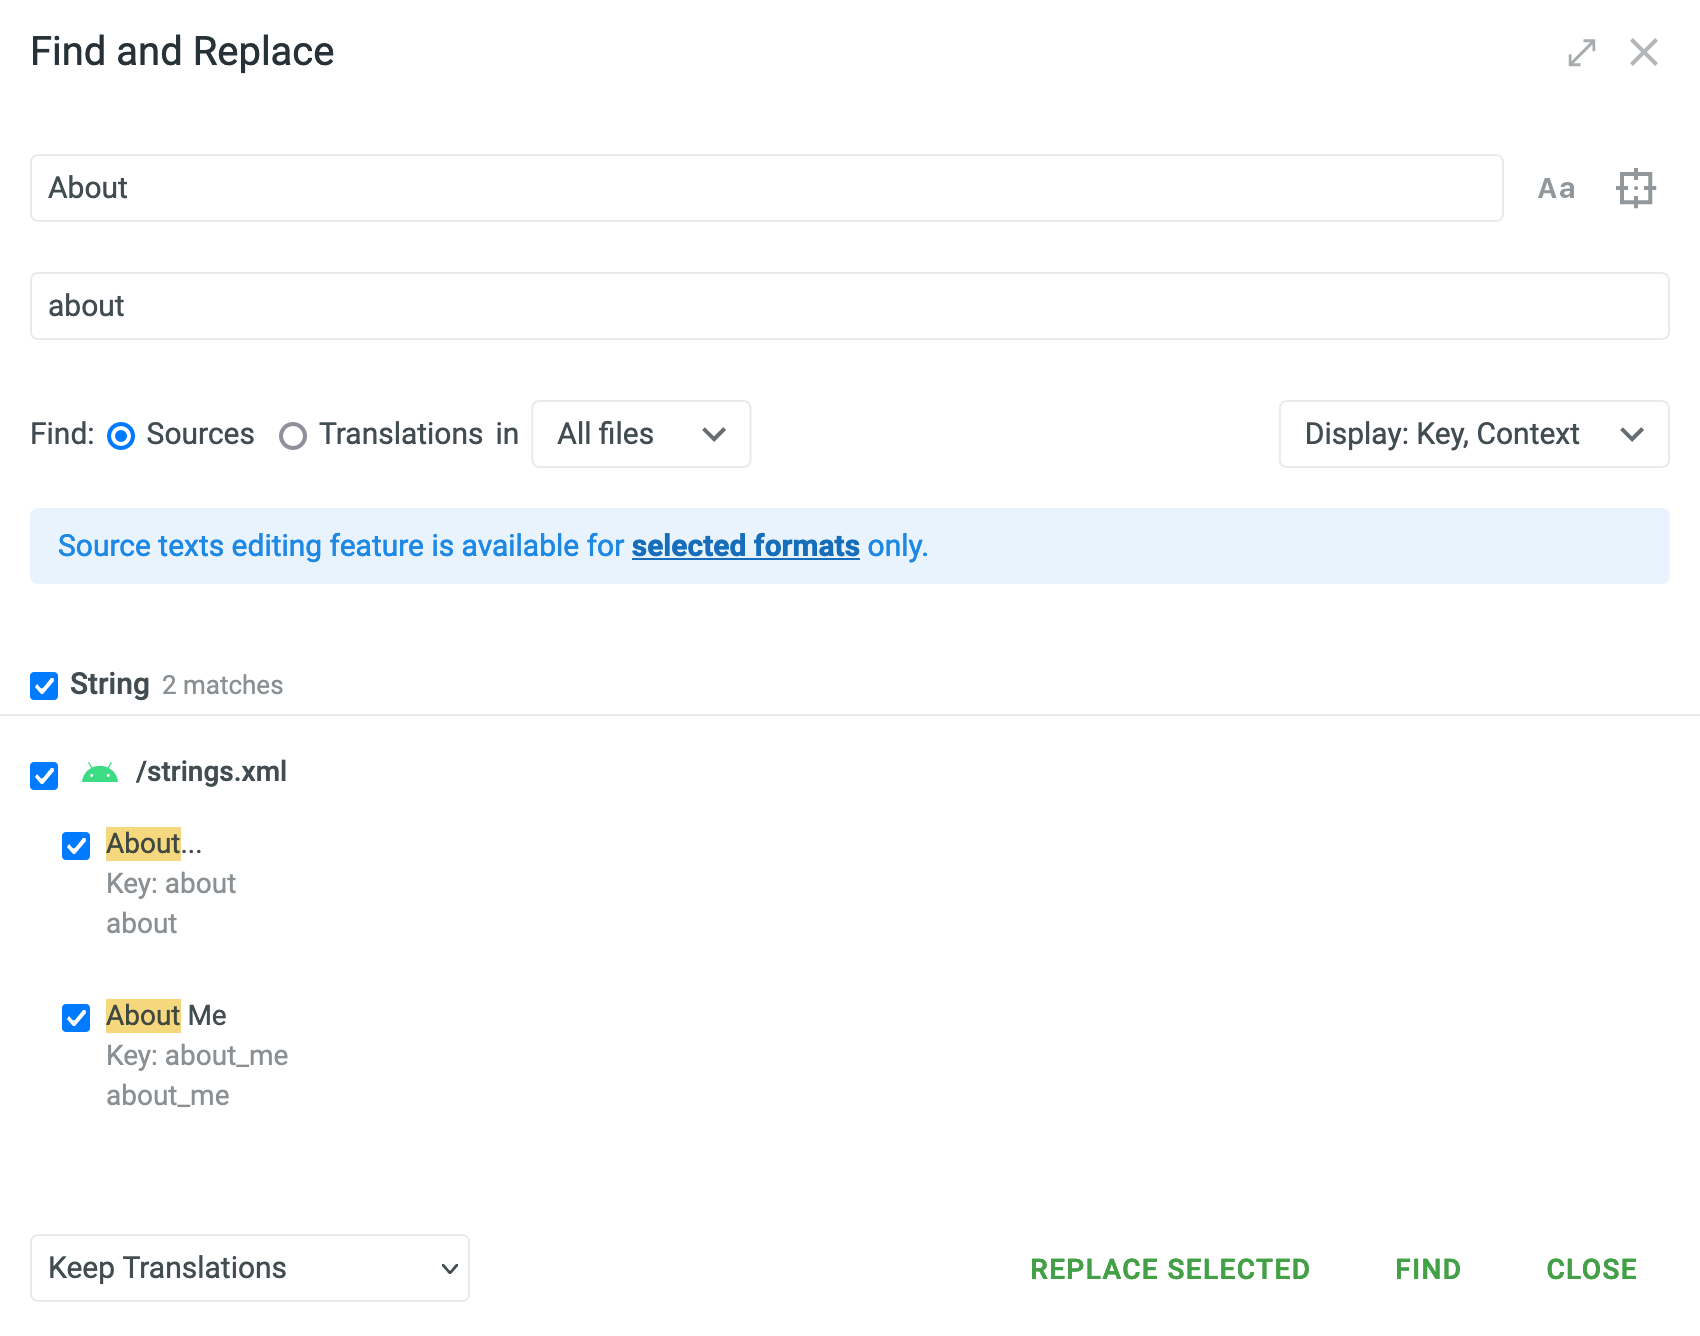 Find and Replace
About
Aa
about
Find: Sources Translations in All files Display: Key, Context
Source texts editing feature is available for selected formats only.
String 2 matches
/strings.xml
About...
Key: about
about
About Me
Key: about_me
about_me
Keep Translations REPLACE SELECTED FIND CLOSE